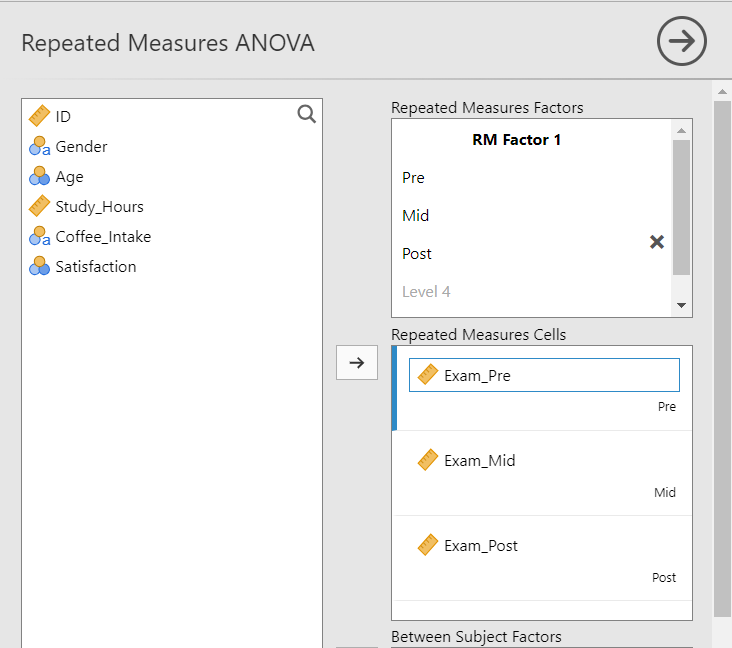 Repeated Measures ANOVA
ID
Gender
Age
Study_Hours
Coffee_Intake
Satisfaction
Repeated Measures Factors
RM Factor 1
Pre
Mid
Post
Level 4
Repeated Measures Cells
Exam_Pre
Pre
Exam_Mid
Mid
Exam_Post
Post
Between Subject Factors